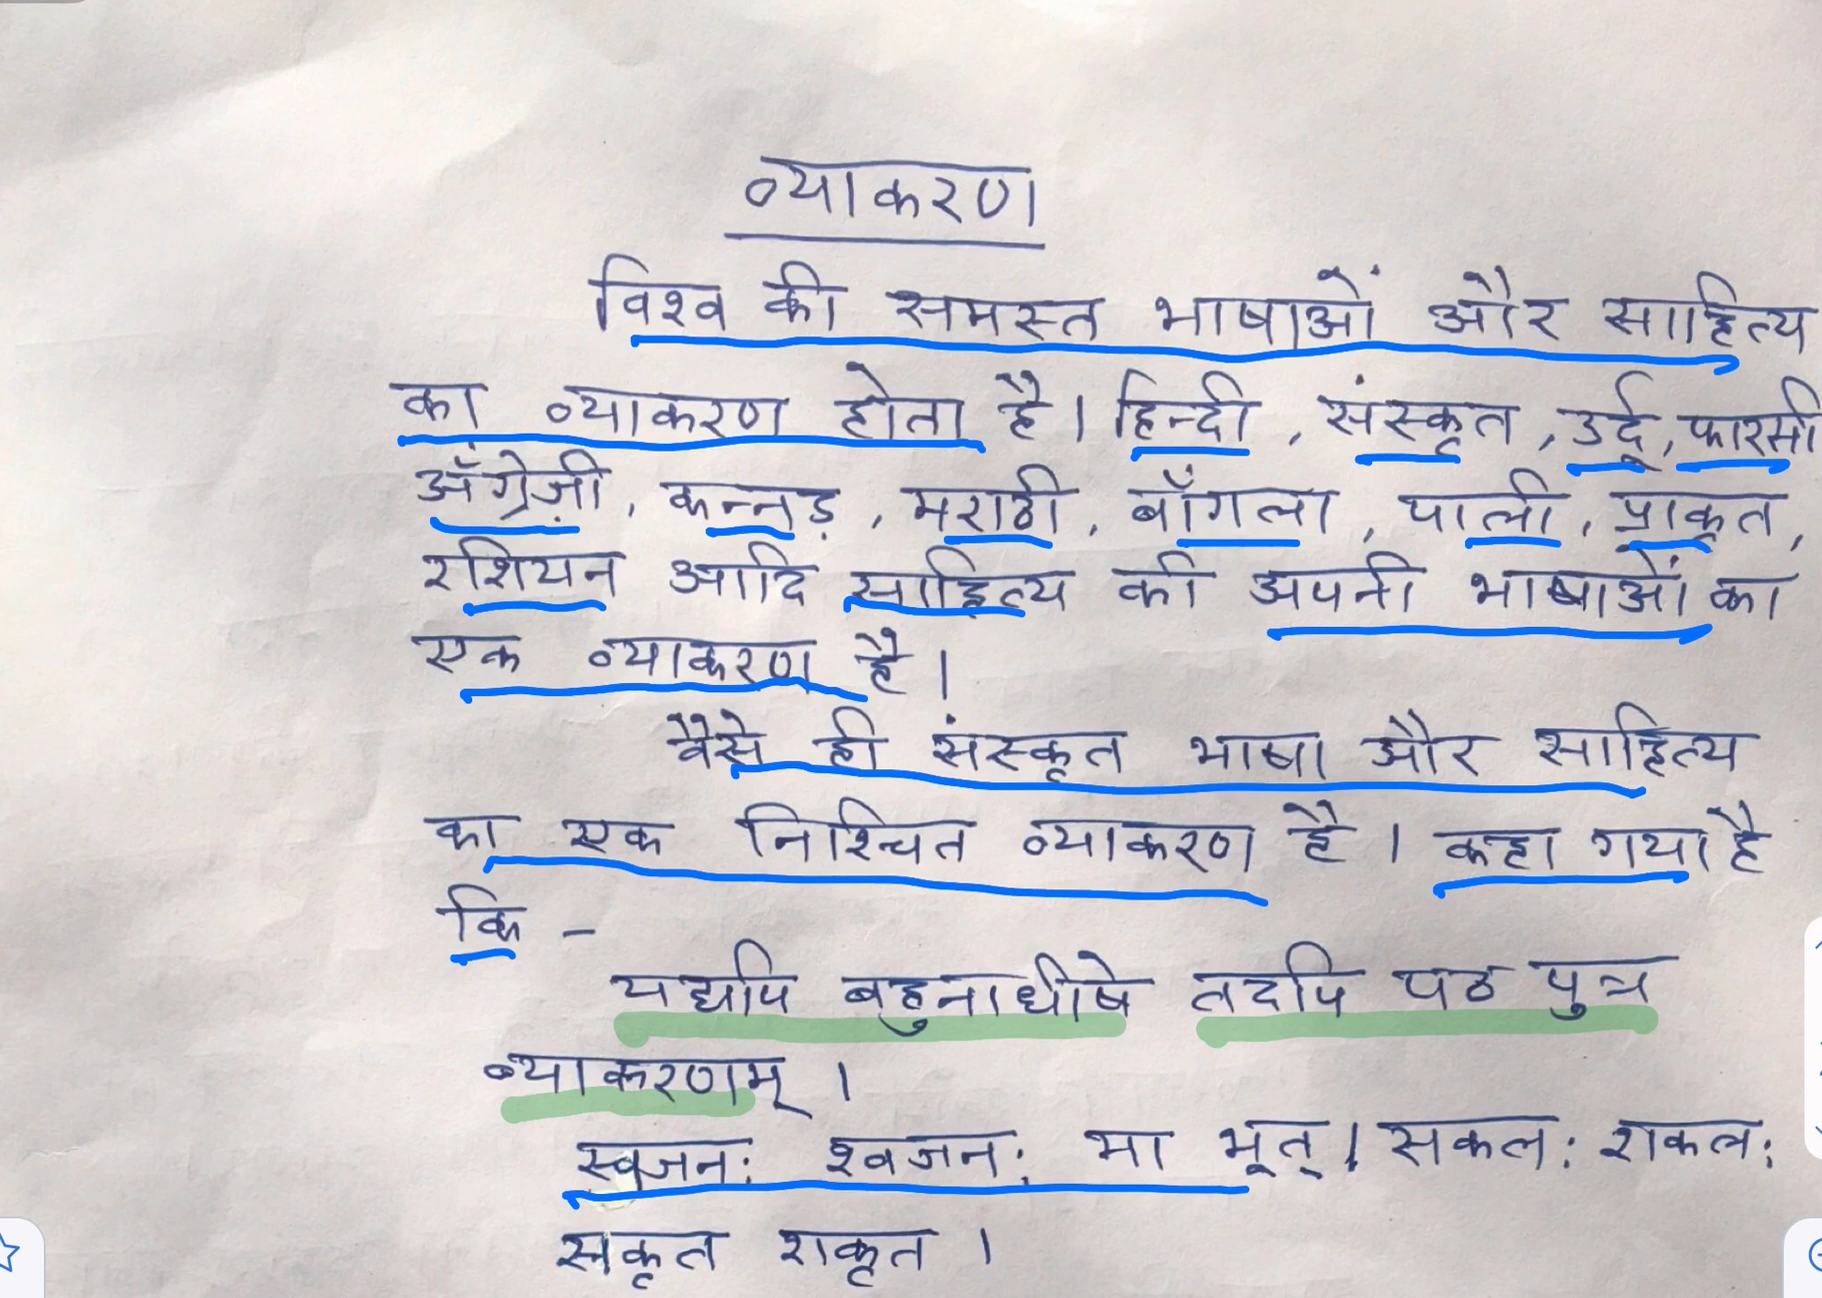 व्याकरण
विश्व की समस्त भाषाओं और साहित्य
का व्याकरण होता है। हिन्दी, संस्कृत, उर्दू, फारसी
अँग्रेज़ी, कन्नड़, मराठी, बाँगला, पाली, प्राकृत,
रशियन आदि साहित्य की अपनी भाषाओं का
एक व्याकरण है।
वैसे ही संस्कृत भाषा और साहित्य
का एक निश्चित व्याकरण है। कहा गया है
कि -
यद्यपि बहुनाधीषे तदपि पठ पुत्र
व्याकरणम्।
स्वजनः श्वजनः मा भूत्। सकलः शकलः
सकृत शकृत।